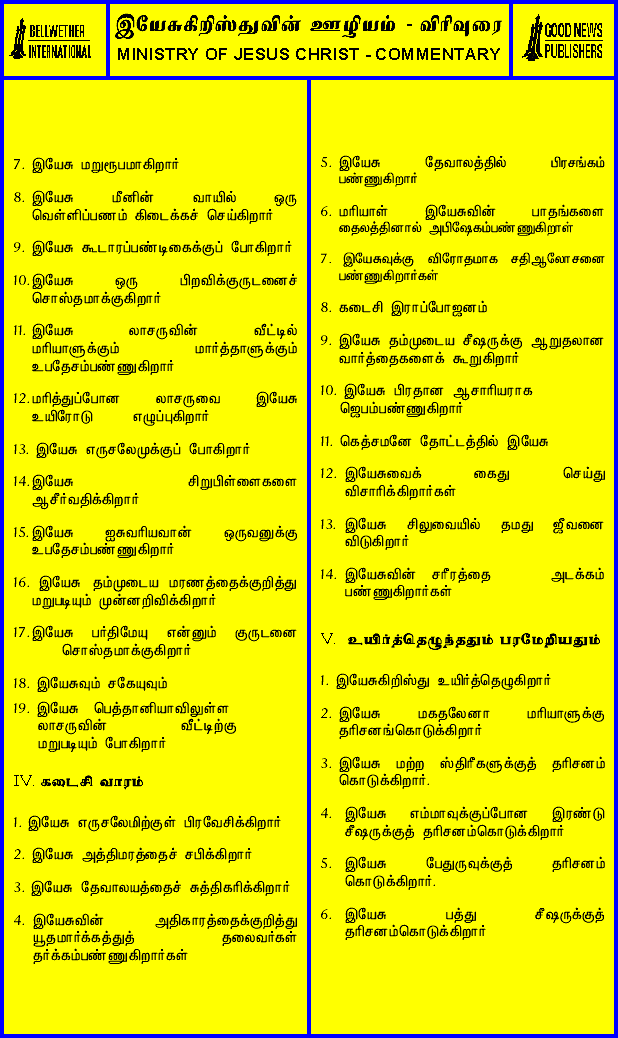 BELLWETHER
INTERNATIONAL
இயேசுகிறிஸ்துவின் ஊழியம் - விரிவுரை
MINISTRY OF JESUS CHRIST - COMMENTARY
GOOD NEWS
PUBLISHERS
7. இயேசு மறுரூபமாகிறார்
8. இயேசு மீனின் வாயில் ஒரு
வெள்ளிப்பணம் கிடைக்கச் செய்கிறார்
9. இயேசு கூடாரப்பண்டிகைக்குப் போகிறார்
10. இயேசு ஒரு பிறவிக்குருடனைச்
சொஸ்தமாக்குகிறார்
11. இயேசு லாசருவின் வீட்டில்
மரியாளுக்கும் மார்த்தாளுக்கும்
உபதேசம்பண்ணுகிறார்
12. மரித்துப்போன லாசருவை இயேசு
உயிரோடு எழுப்புகிறார்
13. இயேசு எருசலேமுக்குப் போகிறார்
14. இயேசு சிறுபிள்ளைகளை
ஆசீர்வதிக்கிறார்
15. இயேசு ஐசுவரியவான் ஒருவனுக்கு
உபதேசம்பண்ணுகிறார்
16. இயேசு தம்முடைய மரணத்தைக்குறித்து
மறுபடியும் முன்னறிவிக்கிறார்
17. இயேசு பர்திமேயு என்னும் குருடனை
சொஸ்தமாக்குகிறார்
18. இயேசுவும் சகேயுவும்
19. இயேசு பெத்தானியாவிலுள்ள
லாசருவின் வீட்டிற்கு
மறுபடியும் போகிறார்
IV. கடைசி வாரம்
1. இயேசு எருசலேமிற்குள் பிரவேசிக்கிறார்
2. இயேசு அத்திமரத்தைச் சபிக்கிறார்
3. இயேசு தேவாலயத்தைச் சுத்திகரிக்கிறார்
4. இயேசுவின் அதிகாரத்தைக்குறித்து
யூதமார்க்கத்துத் தலைவர்கள்
தர்க்கம்பண்ணுகிறார்கள்
5. இயேசு தேவாலத்தில் பிரசங்கம்
பண்ணுகிறார்
6. மரியாள் இயேசுவின் பாதங்களை
தைலத்தினால் அபிஷேகம்பண்ணுகிறாள்
7. இயேசுவுக்கு விரோதமாக சதிஆலோசனை
பண்ணுகிறார்கள்
8. கடைசி இராப்போஜனம்
9. இயேசு தம்முடைய சீஷருக்கு ஆறுதலான
வார்த்தைகளைக் கூறுகிறார்
10. இயேசு பிரதான ஆசாரியராக
ஜெபம்பண்ணுகிறார்
11. கெத்சமனே தோட்டத்தில் இயேசு
12. இயேசுவைக் கைது செய்து
விசாரிக்கிறார்கள்
13. இயேசு சிலுவையில் தமது ஜீவனை
விடுகிறார்
14. இயேசுவின் சரீரத்தை அடக்கம்
பண்ணுகிறார்கள்
V. உயிர்த்தெழுந்ததும் பரமேறியதும்
1. இயேசுகிறிஸ்து உயிர்த்தெழுகிறார்
2. இயேசு மகதலேனா மரியாளுக்கு
தரிசனங்கொடுக்கிறார்
3. இயேசு மற்ற ஸ்திரீகளுக்குத் தரிசனம்
கொடுக்கிறார்.
4. இயேசு எம்மாவுக்குப்போன இரண்டு
சீஷருக்குத் தரிசனம்கொடுக்கிறார்
5. இயேசு பேதுருவுக்குத் தரிசனம்
கொடுக்கிறார்.
6. இயேசு பத்து சீஷருக்குத்
தரிசனம்கொடுக்கிறார்